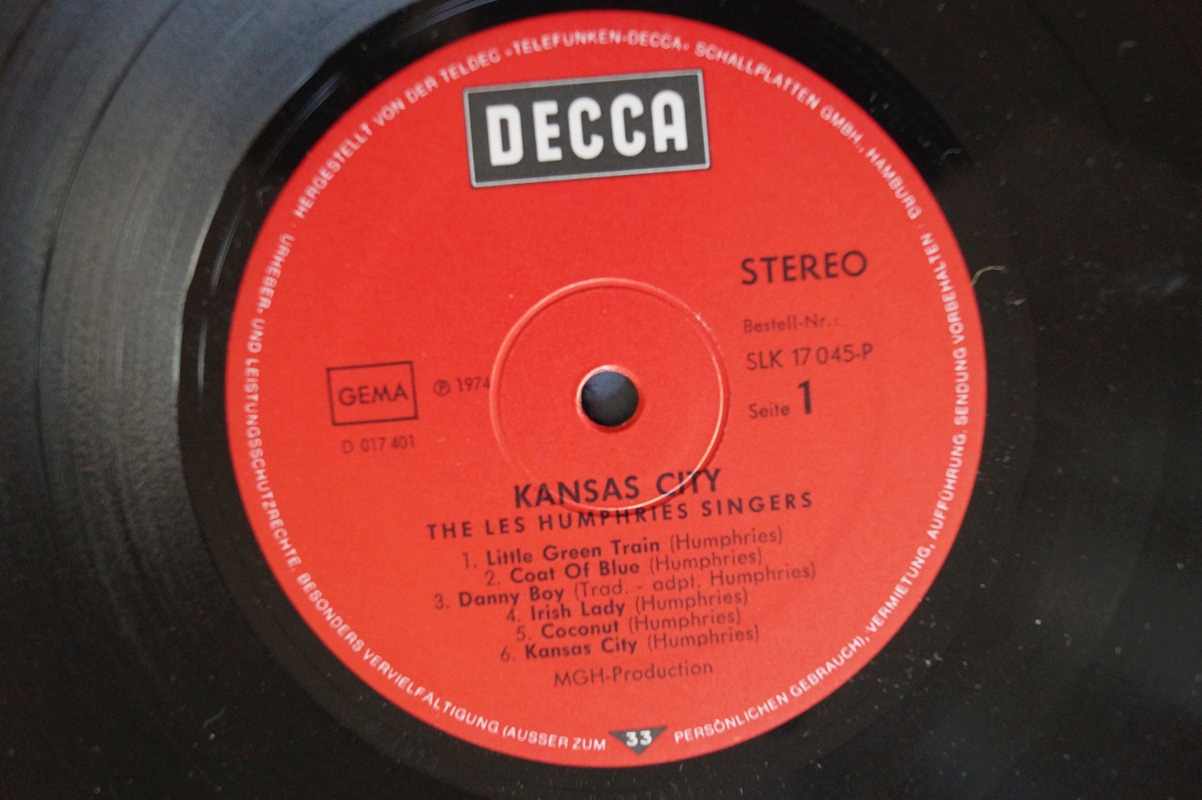 HERGESTELLT VON DER TELDEC »TELEFUNKEN-DECCA« SCHALLPLATTEN GMBH., HAMBURG · URHEBER- UND LEISTUNGSSCHUTZRECHTE, BESONDERS VERVIELFÄLTIGUNG (AUSSER ZUM PERSÖNLICHEN GEBRAUCH), VERMIETUNG, AUFFÜHRUNG, SENDUNG VORBEHALTEN ·
DECCA
STEREO
Bestell-Nr.:
SLK 17 045-P
Seite 1
GEMA
℗ 1974
D 017 401
KANSAS CITY
THE LES HUMPHRIES SINGERS
1. Little Green Train (Humphries)
2. Coat Of Blue (Humphries)
3. Danny Boy (Trad. - adpt. Humphries)
4. Irish Lady (Humphries)
5. Coconut (Humphries)
6. Kansas City (Humphries)
MGH-Production
33